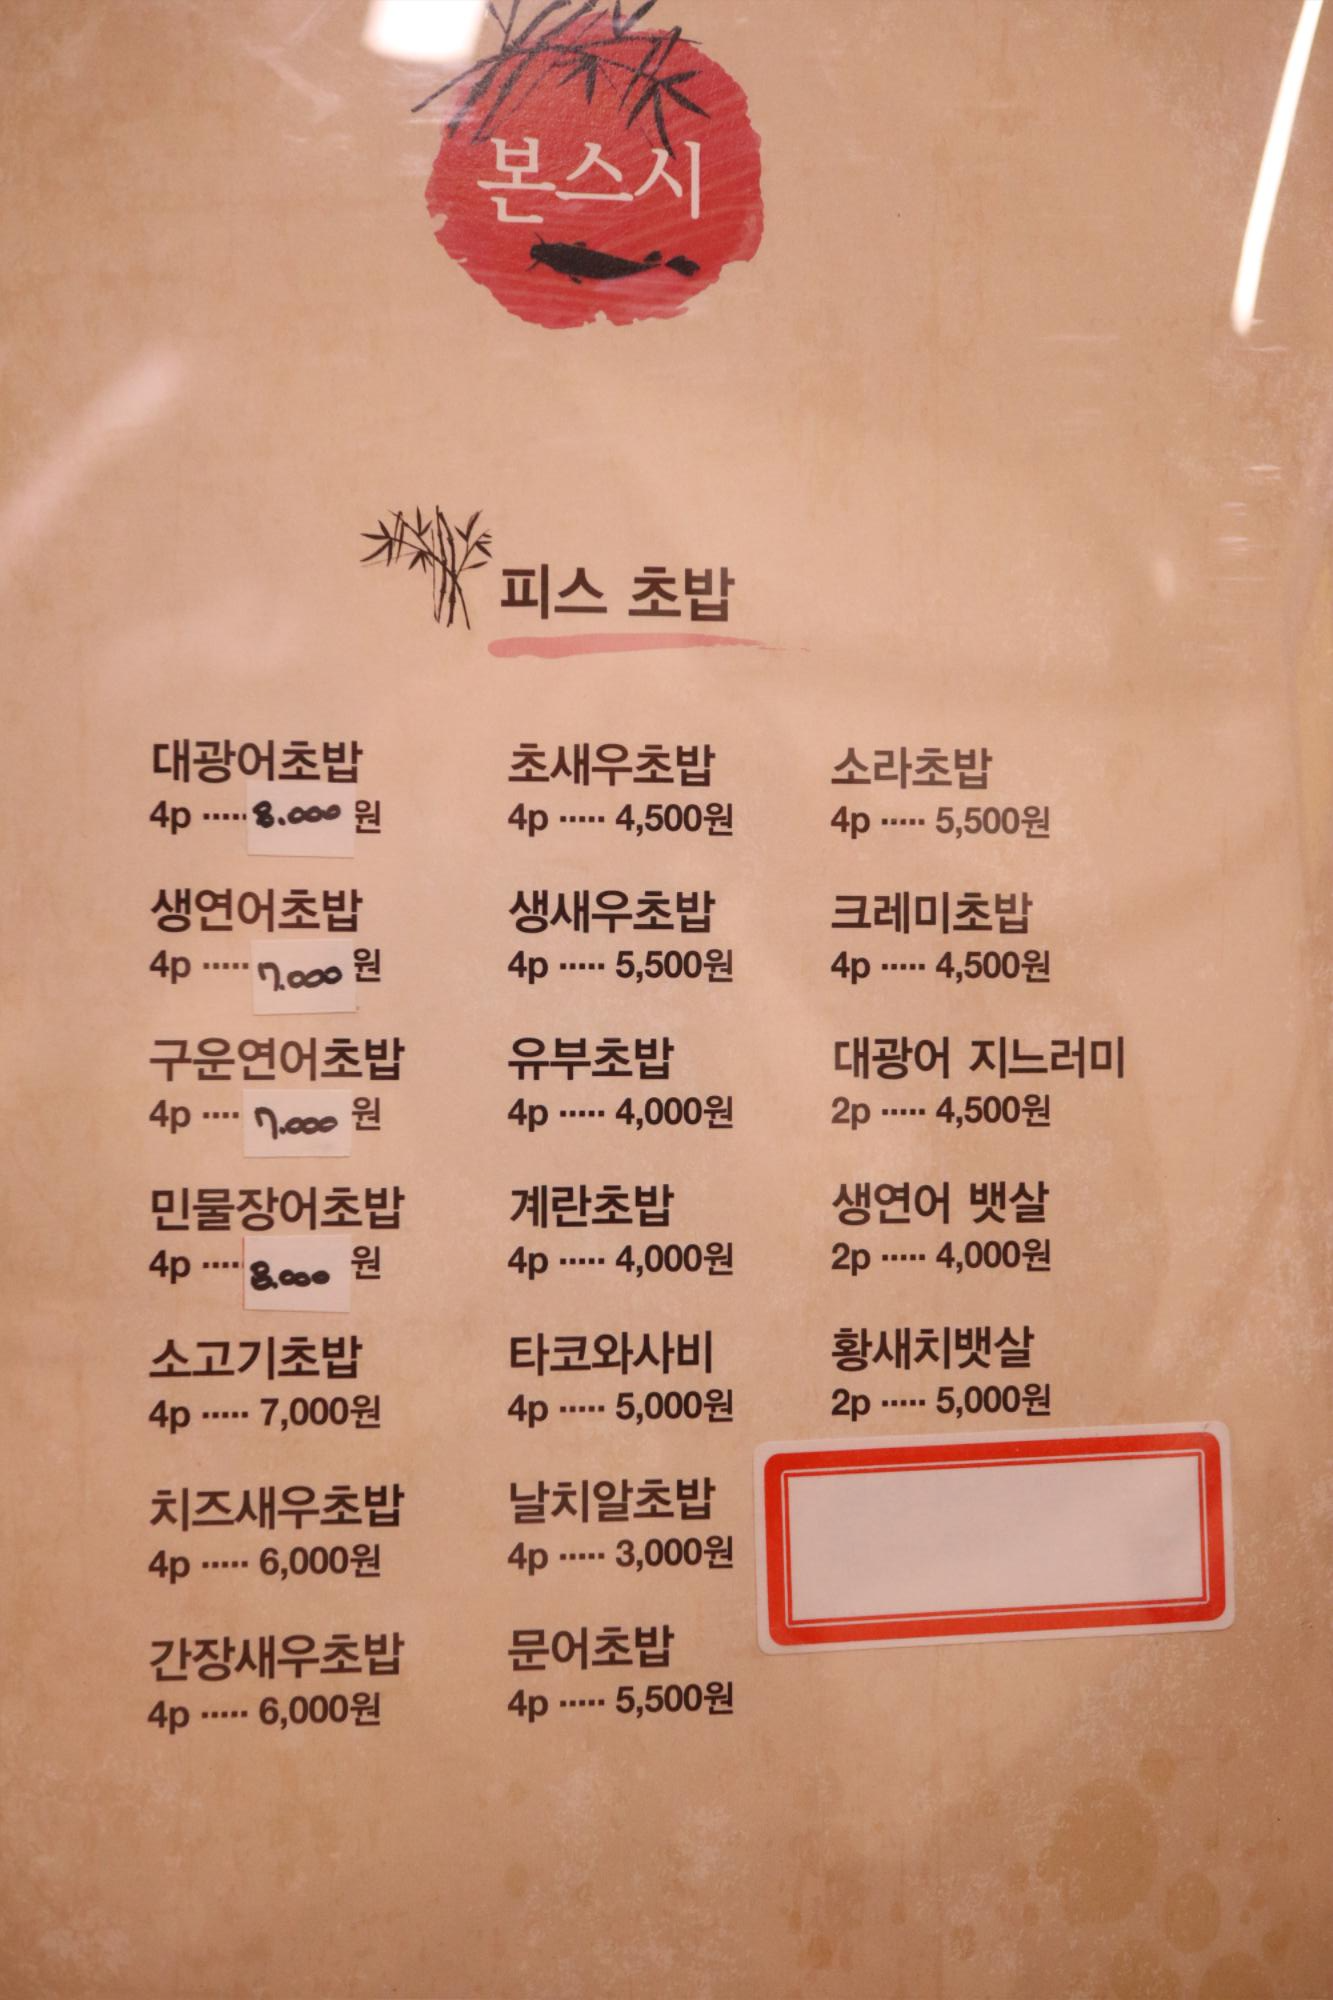 본스시
피스 초밥
대광어초밥
4p ····· 8.000 원
생연어초밥
4p ····· 7.000 원
구운연어초밥
4p ···· 7.000 원
민물장어초밥
4p ···· 8.000 원
소고기초밥
4p ····· 7,000원
치즈새우초밥
4p ····· 6,000원
간장새우초밥
4p ····· 6,000원
초새우초밥
4p ····· 4,500원
생새우초밥
4p ····· 5,500원
유부초밥
4p ····· 4,000원
계란초밥
4p ····· 4,000원
타코와사비
4p ····· 5,000원
날치알초밥
4p ····· 3,000원
문어초밥
4p ····· 5,500원
소라초밥
4p ····· 5,500원
크레미초밥
4p ····· 4,500원
대광어 지느러미
2p ····· 4,500원
생연어 뱃살
2p ····· 4,000원
황새치뱃살
2p ····· 5,000원